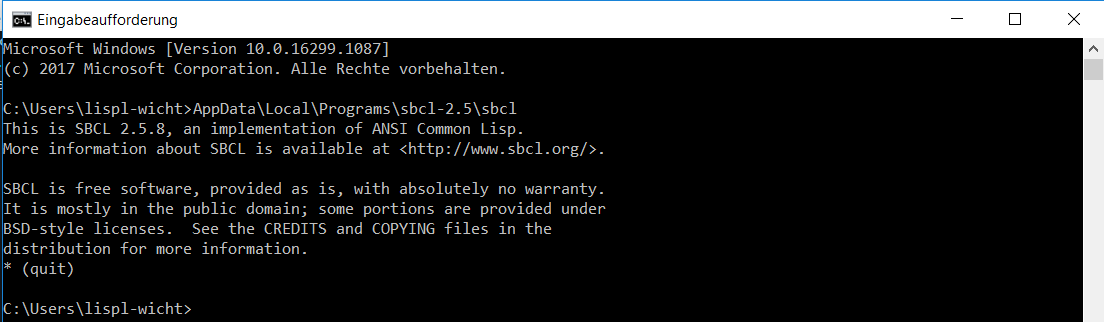 Eingabeaufforderung
Microsoft Windows [Version 10.0.16299.1087]
(c) 2017 Microsoft Corporation. Alle Rechte vorbehalten.
C:\Users\lispl-wicht>AppData\Local\Programs\sbcl-2.5\sbcl
This is SBCL 2.5.8, an implementation of ANSI Common Lisp.
More information about SBCL is available at <http://www.sbcl.org/>.
SBCL is free software, provided as is, with absolutely no warranty.
It is mostly in the public domain; some portions are provided under
BSD-style licenses.  See the CREDITS and COPYING files in the
distribution for more information.
* (quit)
C:\Users\lispl-wicht>